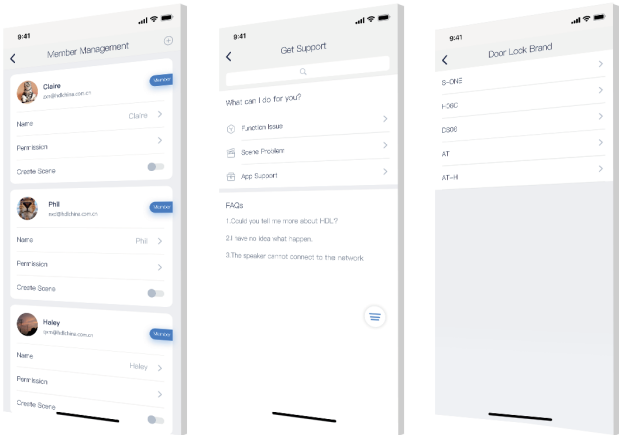 9:41
Member Management
Claire
Member
Name
Claire
Permission
Create Scene
Phil
Member
Name
Phil
Permission
Create Scene
Haley
Member
Name
Haley
Permission
Create Scene
9:41
Get Support
What can I do for you?
Function Issue
Scene Problem
App Support
FAQs
1.Could you tell me more about HDL?
2.I have no idea what happen.
3.The speaker cannot connect to the network
9:41
Door Lock Brand
S-ONE
AT
AT-HI